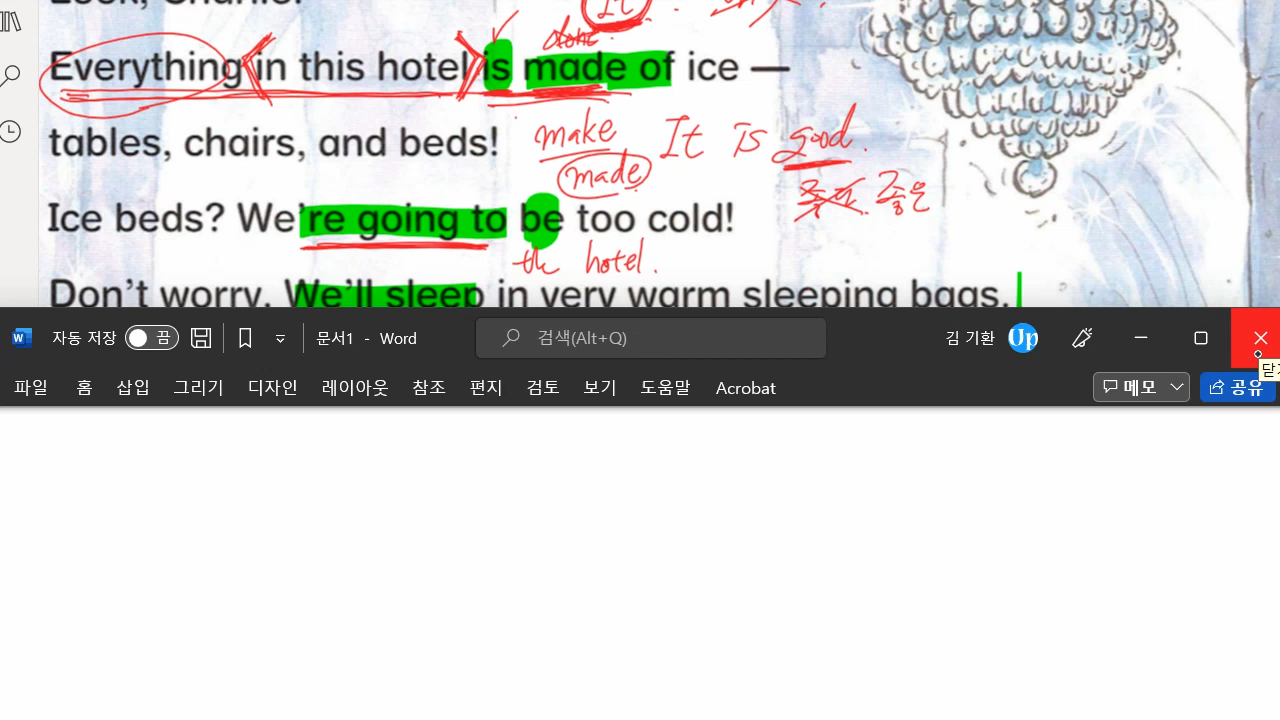 It
done
Everything in this hotel is made of ice —
tables, chairs, and beds!
make It is good.
made 좋다. 좋은
Ice beds? We're going to be too cold!
the hotel.
Don't worry. We'll sleep in very warm sleeping bags.
자동 저장 끔 문서1 - Word 검색(Alt+Q) 김 기환 Up
파일 홈 삽입 그리기 디자인 레이아웃 참조 편지 검토 보기 도움말 Acrobat 메모 공유